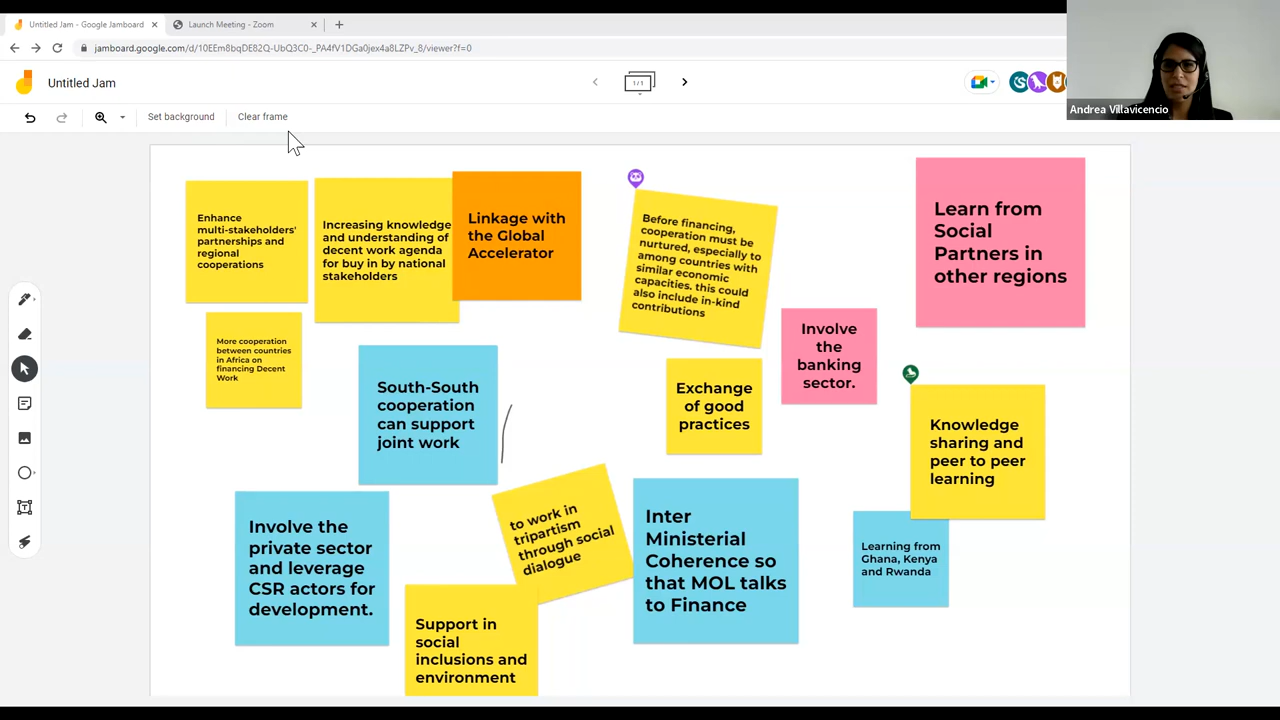 Untitled Jam - Google Jamboard
Launch Meeting - Zoom
jamboard.google.com/d/10EEm8bqDE82Q-UbQ3C0-_PA4fV1DGa0jex4a8LZPv_8/viewer?f=0
Untitled Jam
1/1
Andrea Villavicencio
Set background
Clear frame
Enhance
multi-stakeholders'
partnerships and
regional
cooperations
Increasing knowledge
and understanding of
decent work agenda
for buy in by national
stakeholders
Linkage with
the Global
Accelerator
Before financing,
cooperation must be
nurtured, especially to
among countries with
similar economic
capacities. this could
also include in-kind
contributions
Learn from
Social
Partners in
other regions
More cooperation
between countries
in Africa on
financing Decent
Work
South-South
cooperation
can support
joint work
Exchange
of good
practices
Involve
the
banking
sector.
Knowledge
sharing and
peer to peer
learning
Involve the
private sector
and leverage
CSR actors for
development.
to work in
tripartism
through social
dialogue
Inter
Ministerial
Coherence so
that MOL talks
to Finance
Learning from
Ghana, Kenya
and Rwanda
Support in
social
inclusions and
environment